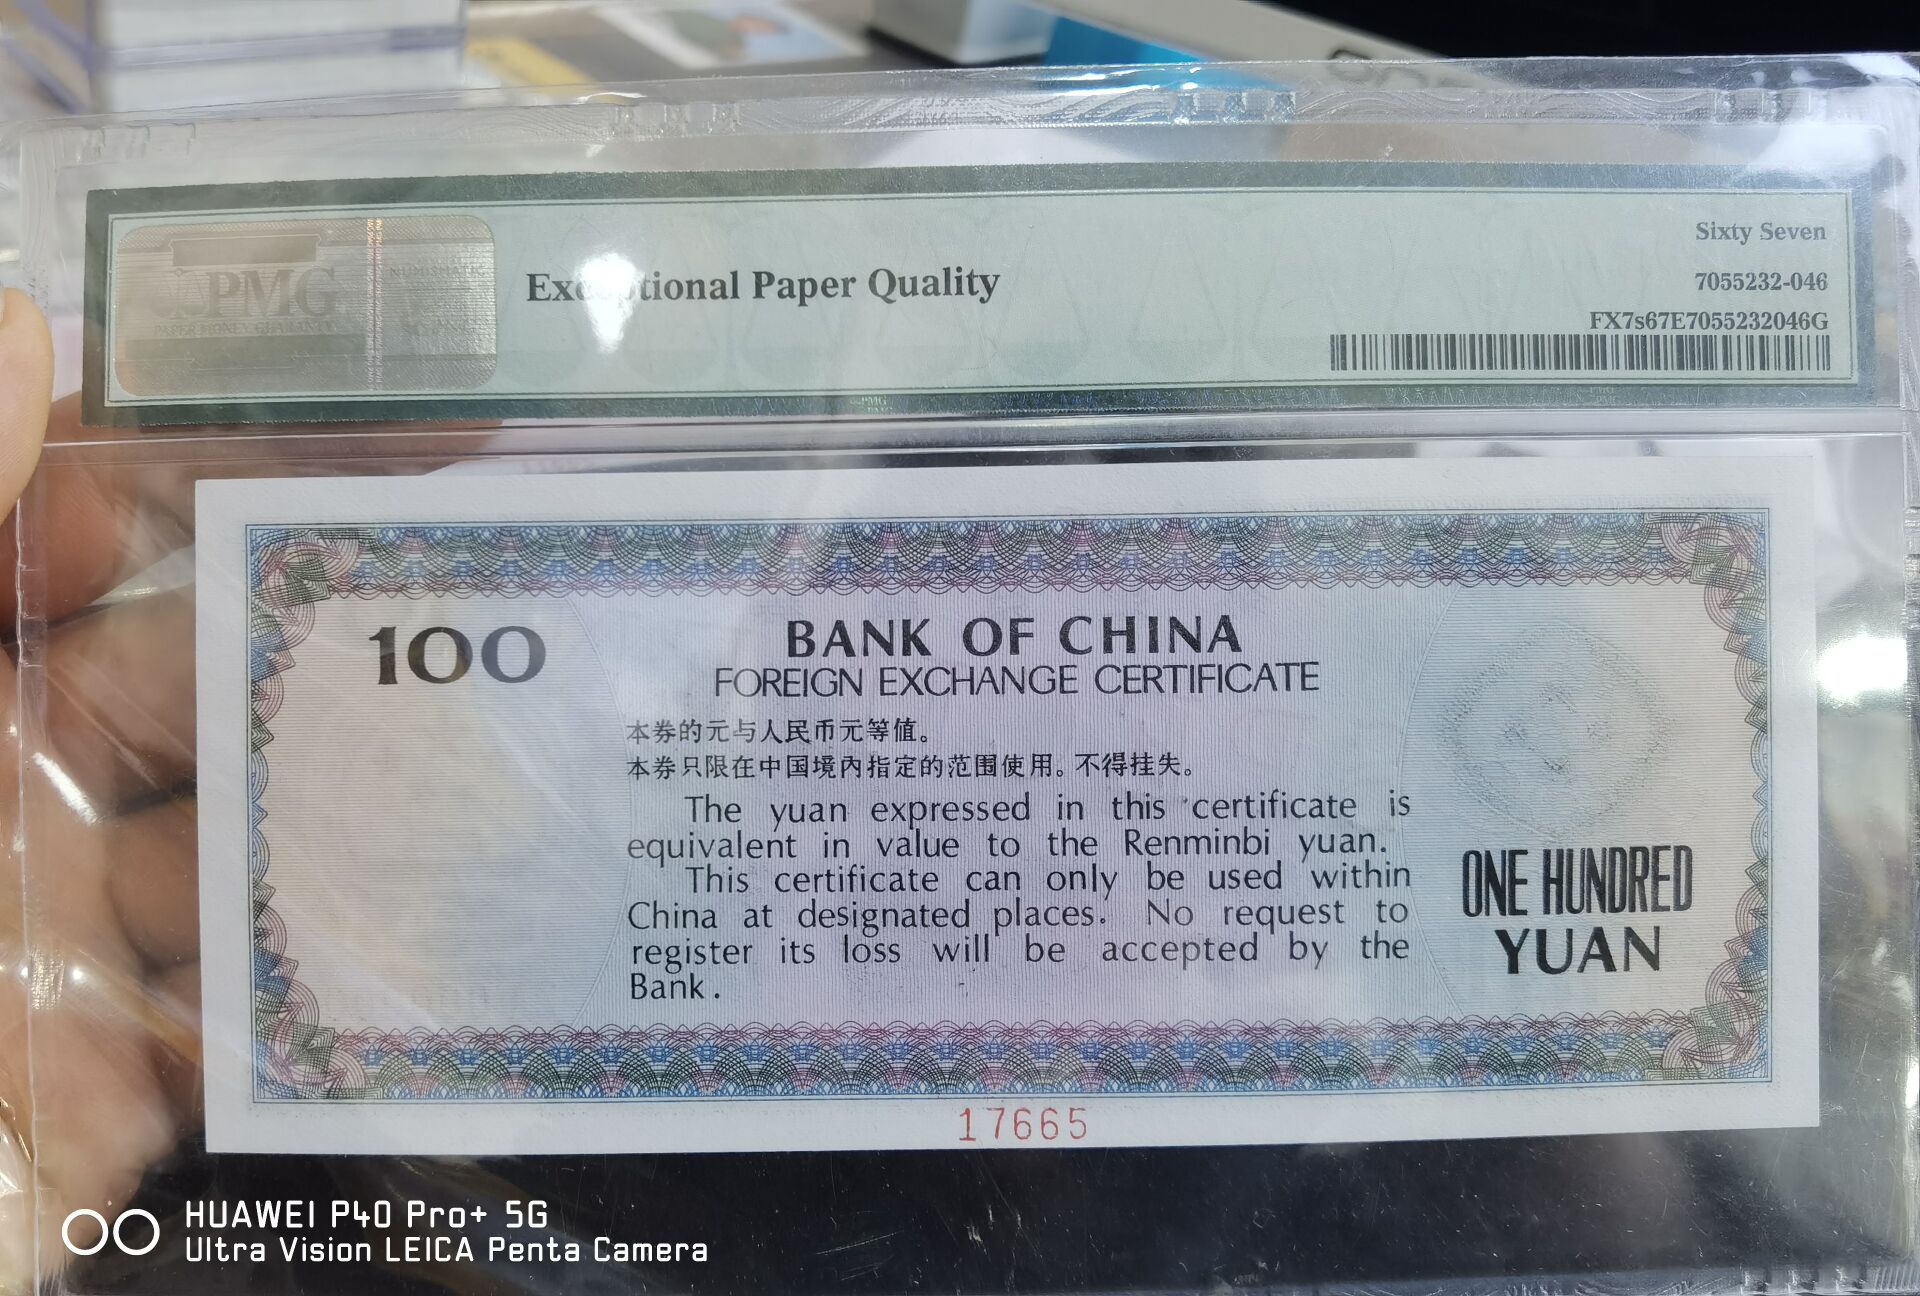 PMG
NUMISMATIC
PAPER MONEY GUARANTY
Exceptional Paper Quality
Sixty Seven
7055232-046
FX7s67E7055232046G
100
BANK OF CHINA
FOREIGN EXCHANGE CERTIFICATE
本券的元与人民币元等值。
本券只限在中国境内指定的范围使用。不得挂失。
The yuan expressed in this certificate is
equivalent in value to the Renminbi yuan.
This certificate can only be used within
China at designated places. No request to
register its loss will be accepted by the
Bank.
ONE HUNDRED
YUAN
17665
HUAWEI P40 Pro+ 5G
Ultra Vision LEICA Penta Camera